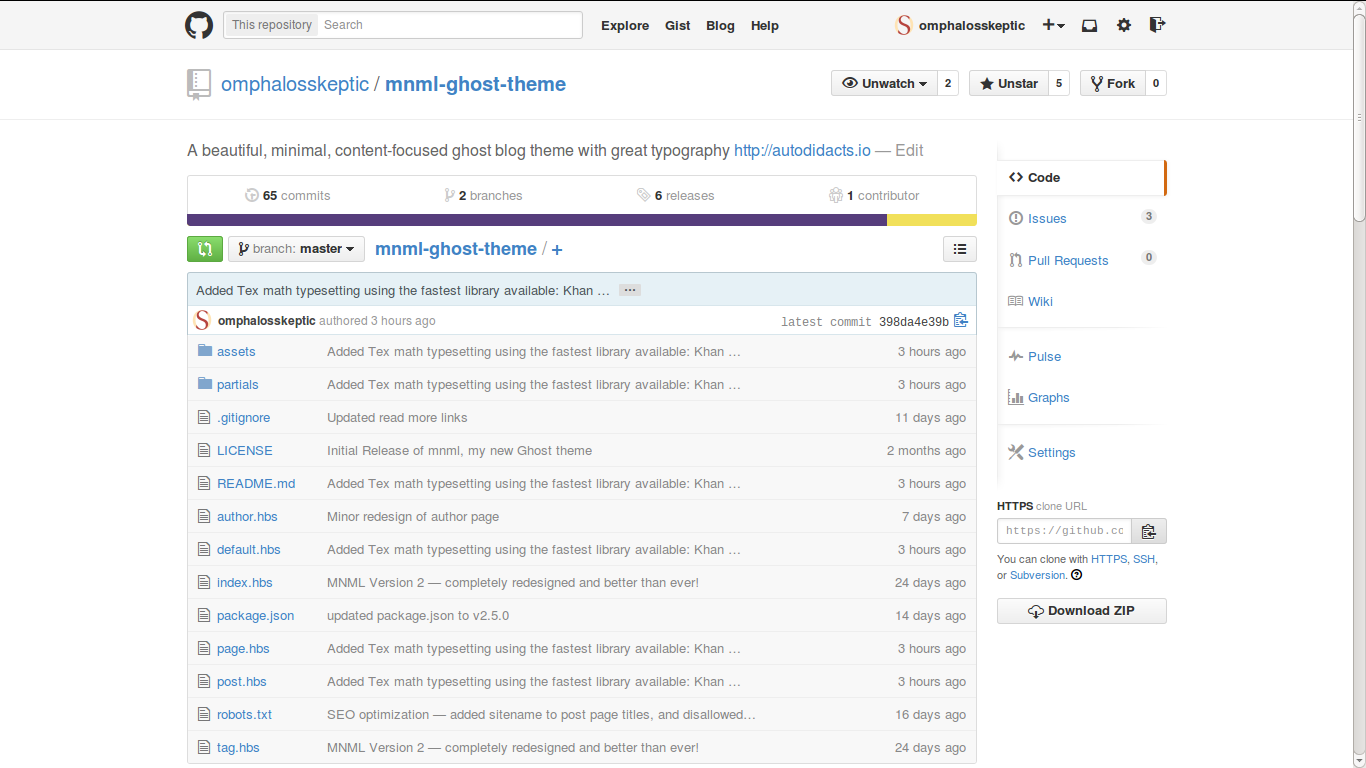 This repository Search Explore Gist Blog Help omphalosskeptic
omphalosskeptic / mnml-ghost-theme Unwatch 2 Unstar 5 Fork 0
A beautiful, minimal, content-focused ghost blog theme with great typography http://autodidacts.io — Edit
65 commits 2 branches 6 releases 1 contributor
branch: master mnml-ghost-theme / +
Added Tex math typesetting using the fastest library available: Khan … …
omphalosskeptic authored 3 hours ago latest commit 398da4e39b
assets Added Tex math typesetting using the fastest library available: Khan … 3 hours ago
partials Added Tex math typesetting using the fastest library available: Khan … 3 hours ago
.gitignore Updated read more links 11 days ago
LICENSE Initial Release of mnml, my new Ghost theme 2 months ago
README.md Added Tex math typesetting using the fastest library available: Khan … 3 hours ago
author.hbs Minor redesign of author page 7 days ago
default.hbs Added Tex math typesetting using the fastest library available: Khan … 3 hours ago
index.hbs MNML Version 2 — completely redesigned and better than ever! 24 days ago
package.json updated package.json to v2.5.0 14 days ago
page.hbs Added Tex math typesetting using the fastest library available: Khan … 3 hours ago
post.hbs Added Tex math typesetting using the fastest library available: Khan … 3 hours ago
robots.txt SEO optimization — added sitename to post page titles, and disallowed… 16 days ago
tag.hbs MNML Version 2 — completely redesigned and better than ever! 24 days ago
Code
Issues 3
Pull Requests 0
Wiki
Pulse
Graphs
Settings
HTTPS clone URL
https://github.cc
You can clone with HTTPS, SSH,
or Subversion.
Download ZIP